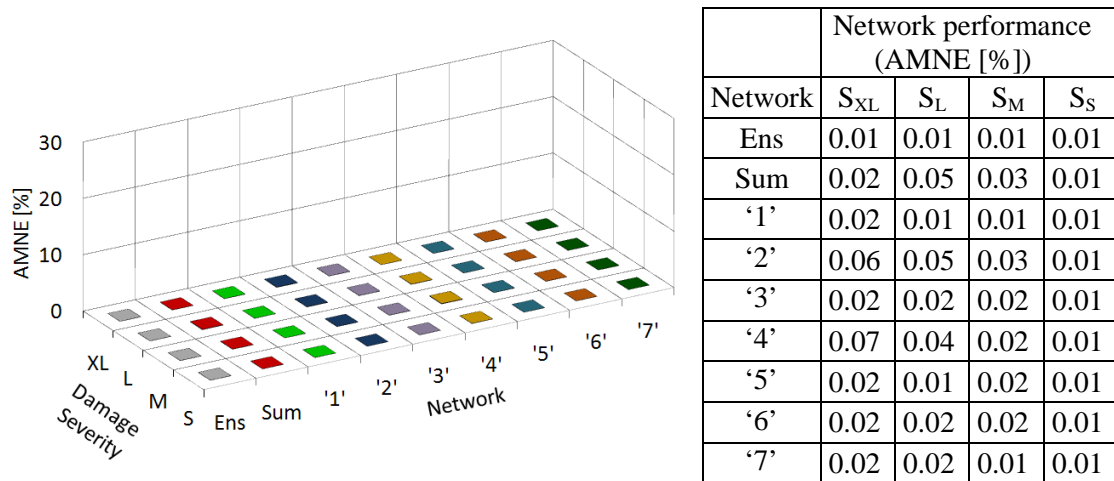 30
20
10
0
AMNE [%]
XL
L
M
S
Damage
Severity
Ens
Sum
'1'
'2'
'3'
'4'
'5'
'6'
'7'
Network
Network performance
(AMNE [%])
Network S_XL S_L S_M S_S
Ens 0.01 0.01 0.01 0.01
Sum 0.02 0.05 0.03 0.01
‘1’ 0.02 0.01 0.01 0.01
‘2’ 0.06 0.05 0.03 0.01
‘3’ 0.02 0.02 0.02 0.01
‘4’ 0.07 0.04 0.02 0.01
‘5’ 0.02 0.01 0.02 0.01
‘6’ 0.02 0.02 0.02 0.01
‘7’ 0.02 0.02 0.01 0.01